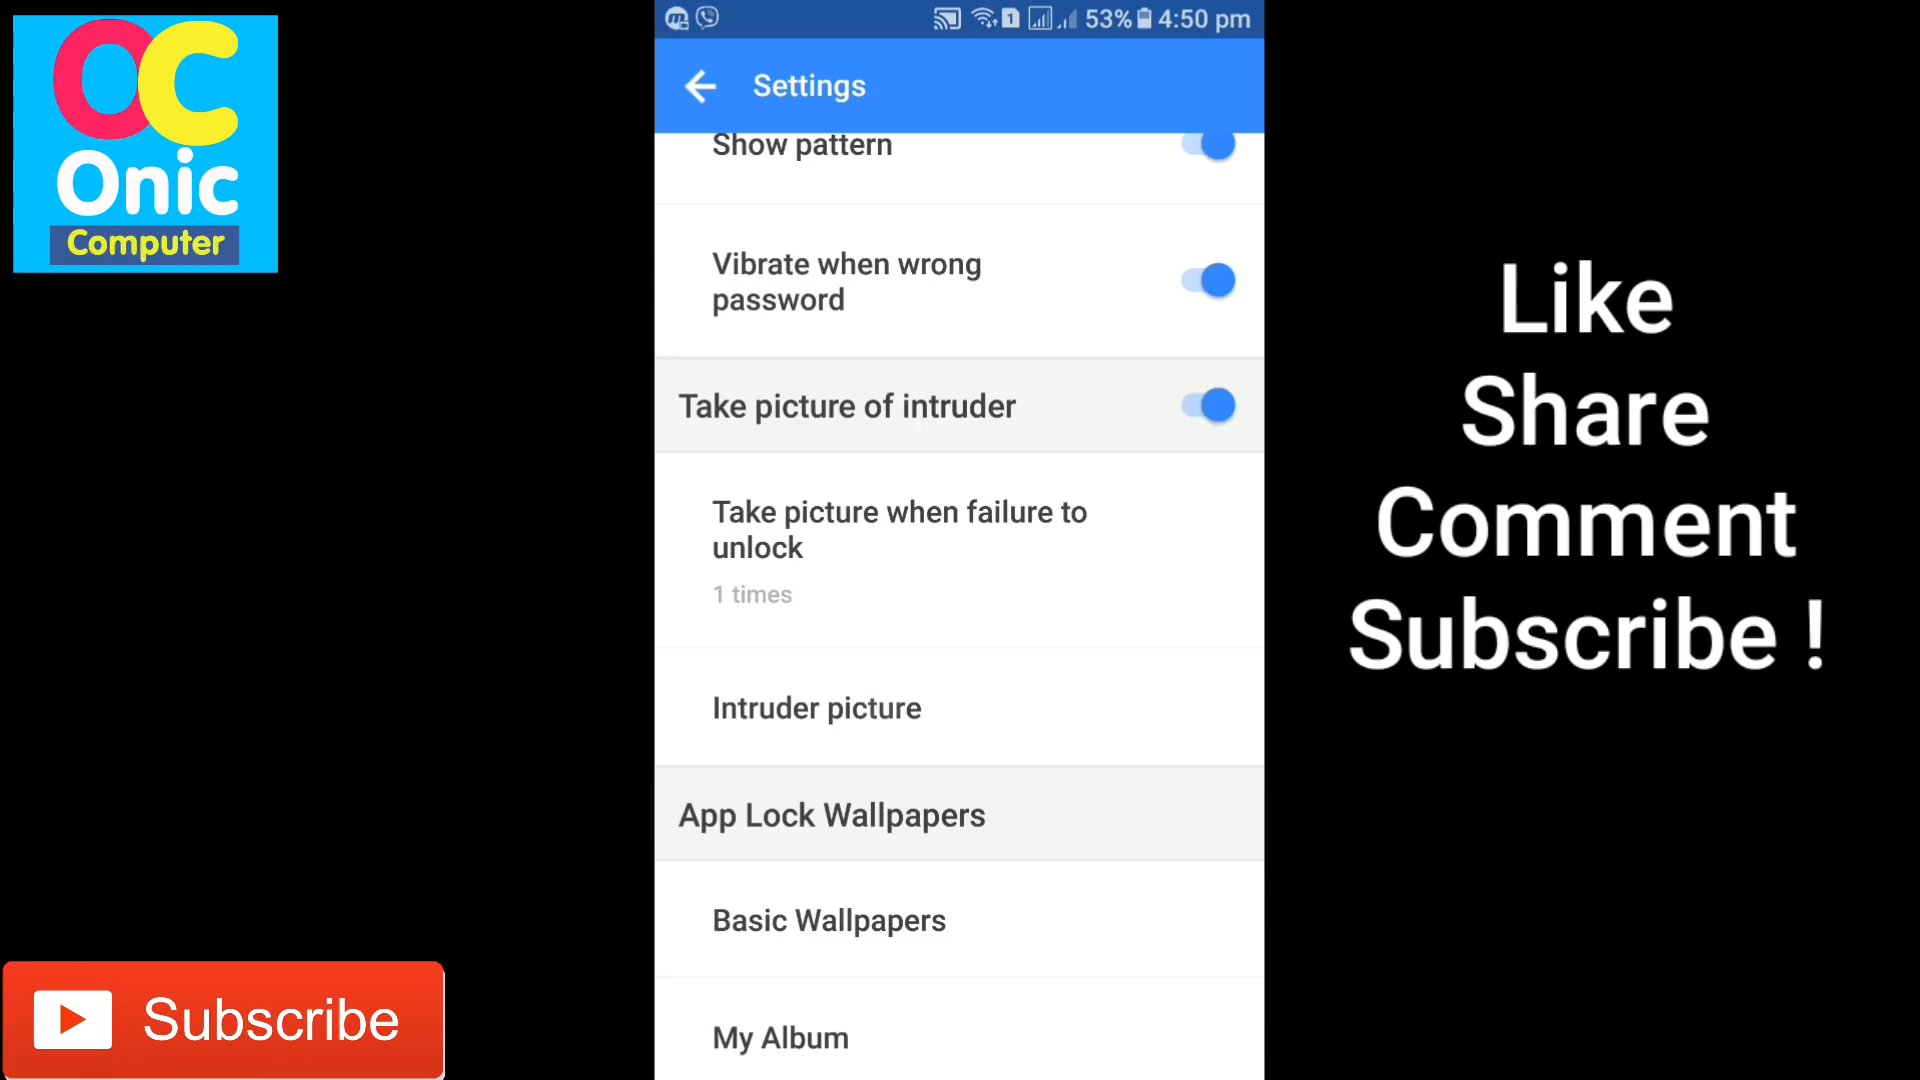 OC
Onic
Computer
1 53% 4:50 pm
Settings
Show pattern
Vibrate when wrong
password
Take picture of intruder
Take picture when failure to
unlock
1 times
Intruder picture
App Lock Wallpapers
Basic Wallpapers
My Album
Like
Share
Comment
Subscribe !
Subscribe